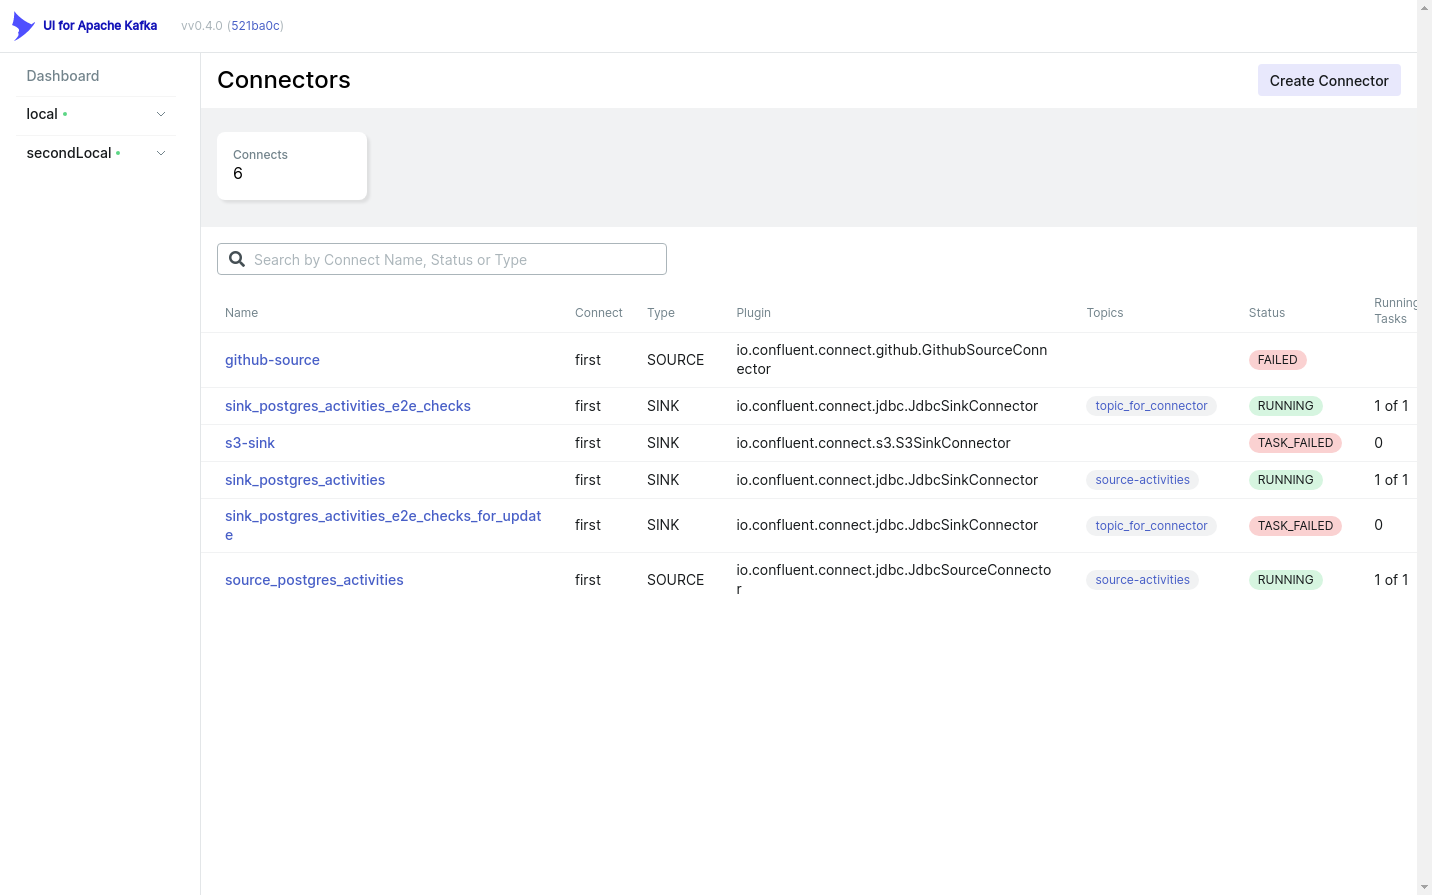 UI for Apache Kafka
vv0.4.0 (521ba0c)
Dashboard
local
secondLocal
Connectors
Create Connector
Connects
6
Search by Connect Name, Status or Type
Name Connect Type Plugin Topics Status Running
Tasks
github-source first SOURCE io.confluent.connect.github.GithubSourceConn
ector
FAILED
sink_postgres_activities_e2e_checks first SINK io.confluent.connect.jdbc.JdbcSinkConnector topic_for_connector RUNNING 1 of 1
s3-sink first SINK io.confluent.connect.s3.S3SinkConnector TASK_FAILED 0
sink_postgres_activities first SINK io.confluent.connect.jdbc.JdbcSinkConnector source-activities RUNNING 1 of 1
sink_postgres_activities_e2e_checks_for_updat
e
first SINK io.confluent.connect.jdbc.JdbcSinkConnector topic_for_connector TASK_FAILED 0
source_postgres_activities first SOURCE io.confluent.connect.jdbc.JdbcSourceConnecto
r
source-activities RUNNING 1 of 1